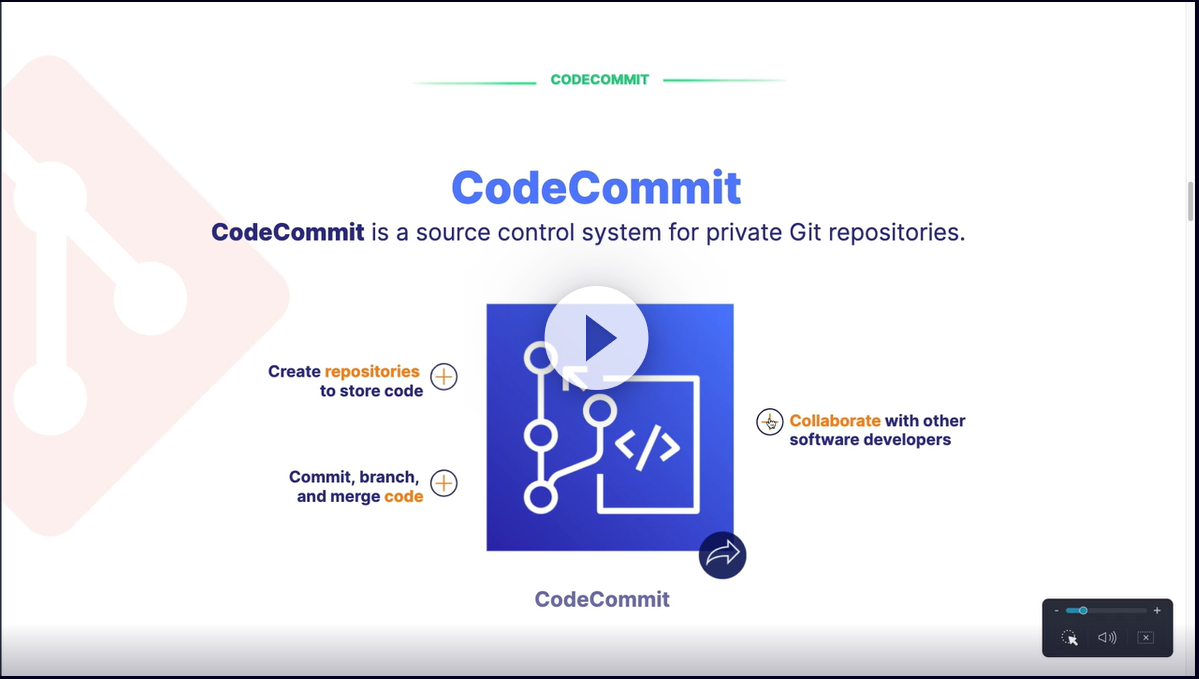 CODECOMMIT
CodeCommit
CodeCommit is a source control system for private Git repositories.
Create repositories
to store code
Collaborate with other
software developers
Commit, branch,
and merge code
</>
CodeCommit
- +